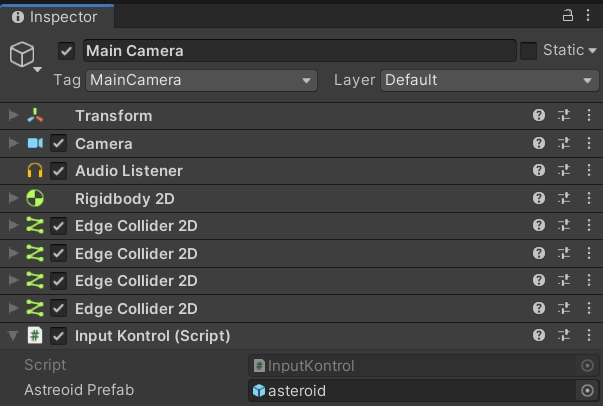 Inspector
Main Camera Static
Tag MainCamera Layer Default
Transform
Camera
Audio Listener
Rigidbody 2D
Edge Collider 2D
Edge Collider 2D
Edge Collider 2D
Edge Collider 2D
Input Kontrol (Script)
Script InputKontrol
Astreoid Prefab asteroid